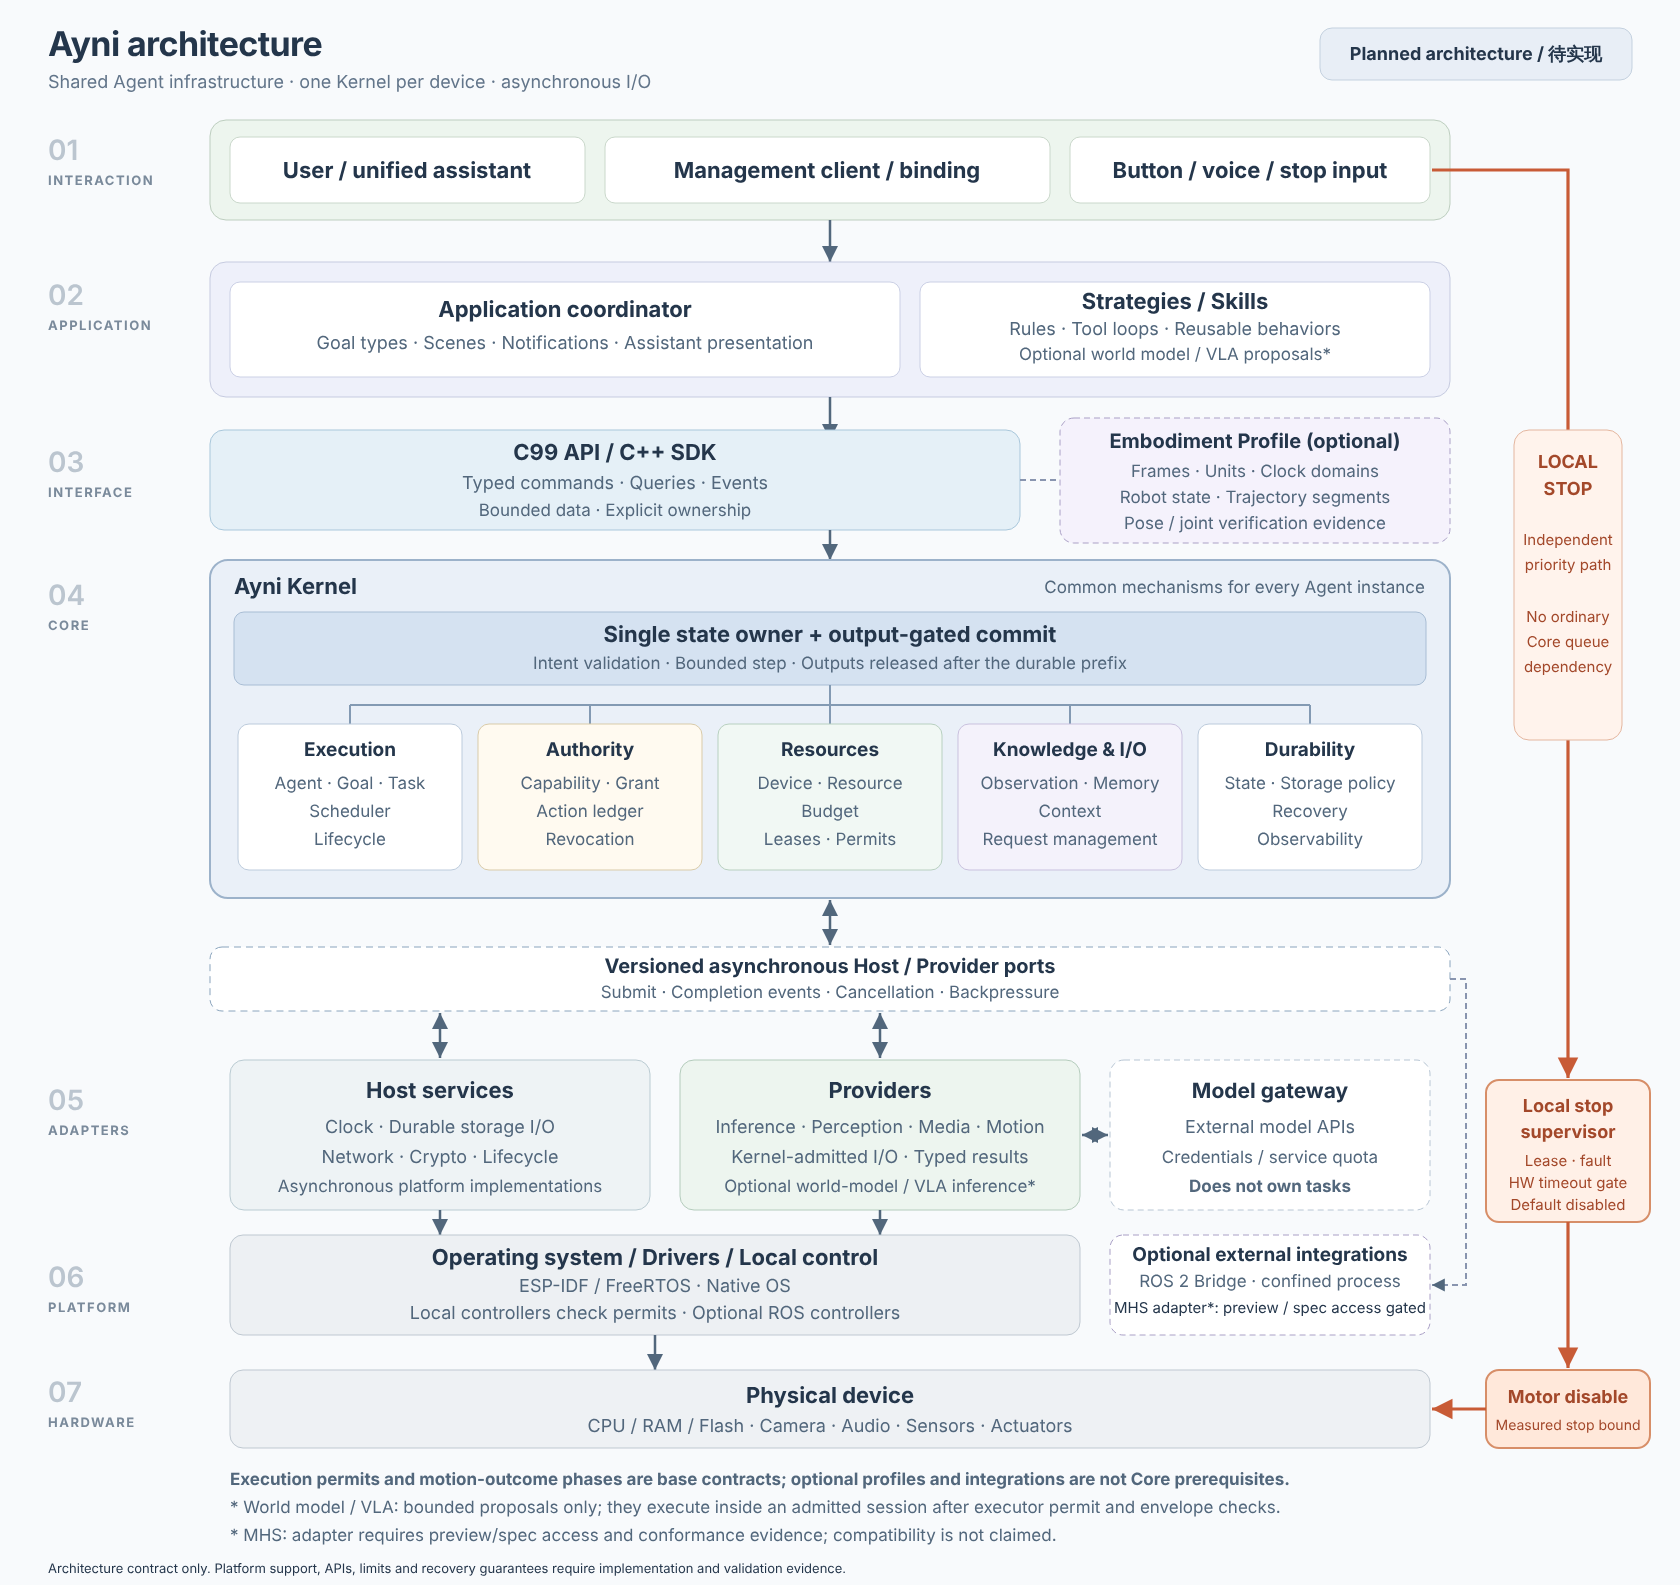 Ayni architecture
Shared Agent infrastructure · one Kernel per device · asynchronous I/O
Planned architecture / 待实现
01
INTERACTION
User / unified assistant
Management client / binding
Button / voice / stop input
02
APPLICATION
Application coordinator
Goal types · Scenes · Notifications · Assistant presentation
Strategies / Skills
Rules · Tool loops · Reusable behaviors
Optional world model / VLA proposals*
03
INTERFACE
C99 API / C++ SDK
Typed commands · Queries · Events
Bounded data · Explicit ownership
Embodiment Profile (optional)
Frames · Units · Clock domains
Robot state · Trajectory segments
Pose / joint verification evidence
LOCAL
STOP
Independent
priority path
No ordinary
Core queue
dependency
04
CORE
Ayni Kernel
Common mechanisms for every Agent instance
Single state owner + output-gated commit
Intent validation · Bounded step · Outputs released after the durable prefix
Execution
Agent · Goal · Task
Scheduler
Lifecycle
Authority
Capability · Grant
Action ledger
Revocation
Resources
Device · Resource
Budget
Leases · Permits
Knowledge & I/O
Observation · Memory
Context
Request management
Durability
State · Storage policy
Recovery
Observability
Versioned asynchronous Host / Provider ports
Submit · Completion events · Cancellation · Backpressure
05
ADAPTERS
Host services
Clock · Durable storage I/O
Network · Crypto · Lifecycle
Asynchronous platform implementations
Providers
Inference · Perception · Media · Motion
Kernel-admitted I/O · Typed results
Optional world-model / VLA inference*
Model gateway
External model APIs
Credentials / service quota
Does not own tasks
Local stop
supervisor
Lease · fault
HW timeout gate
Default disabled
06
PLATFORM
Operating system / Drivers / Local control
ESP-IDF / FreeRTOS · Native OS
Local controllers check permits · Optional ROS controllers
Optional external integrations
ROS 2 Bridge · confined process
MHS adapter*: preview / spec access gated
07
HARDWARE
Physical device
CPU / RAM / Flash · Camera · Audio · Sensors · Actuators
Motor disable
Measured stop bound
Execution permits and motion-outcome phases are base contracts; optional profiles and integrations are not Core prerequisites.
* World model / VLA: bounded proposals only; they execute inside an admitted session after executor permit and envelope checks.
* MHS: adapter requires preview/spec access and conformance evidence; compatibility is not claimed.
Architecture contract only. Platform support, APIs, limits and recovery guarantees require implementation and validation evidence.